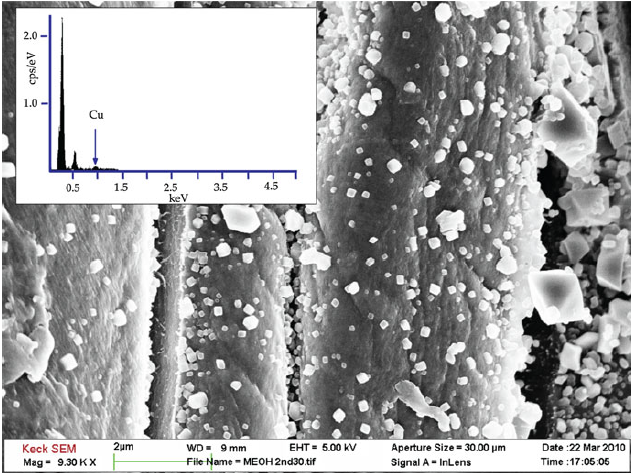 2.0
cps/eV
1.0
Cu
0.5 1.5 2.5 3.5 4.5
keV
Keck SEM 2µm WD = 9 mm EHT = 5.00 kV Aperture Size = 30.00 µm Date :22 Mar 2010
Mag = 9.30 K X File Name = MEOH 2nd30.tif Signal A = InLens Time :17:05:05